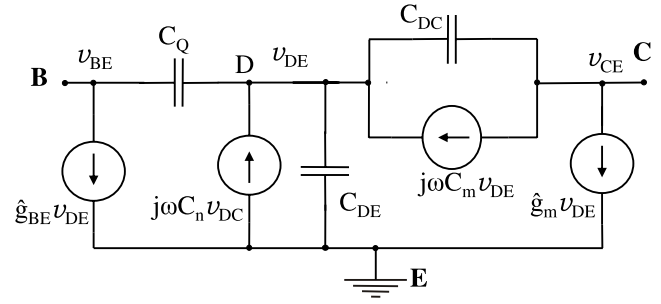 C_DC
C_Q
v_BE
D
v_DE
v_CE
C
B
ĝ_BE v_DE
jωC_n v_DC
C_DE
jωC_m v_DE
ĝ_m v_DE
E